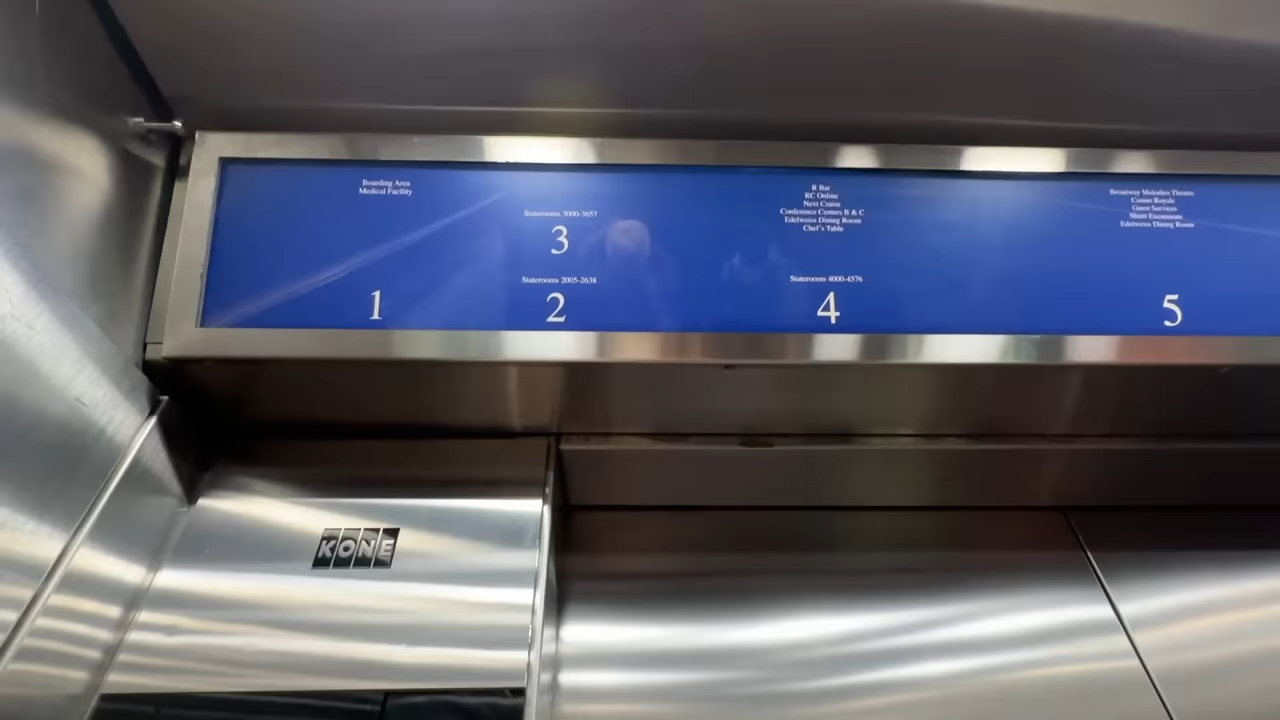 Boarding Area
Medical Facility
1
Staterooms 3000-3657
3
Staterooms 2005-2638
2
R Bar
RC Online
Next Cruise
Conference Centers B & C
Edelweiss Dining Room
Chef's Table
Staterooms 4000-4576
4
Broadway Melodies Theatre
Casino Royale
Guest Services
Shore Excursions
Edelweiss Dining Room
5
KONE